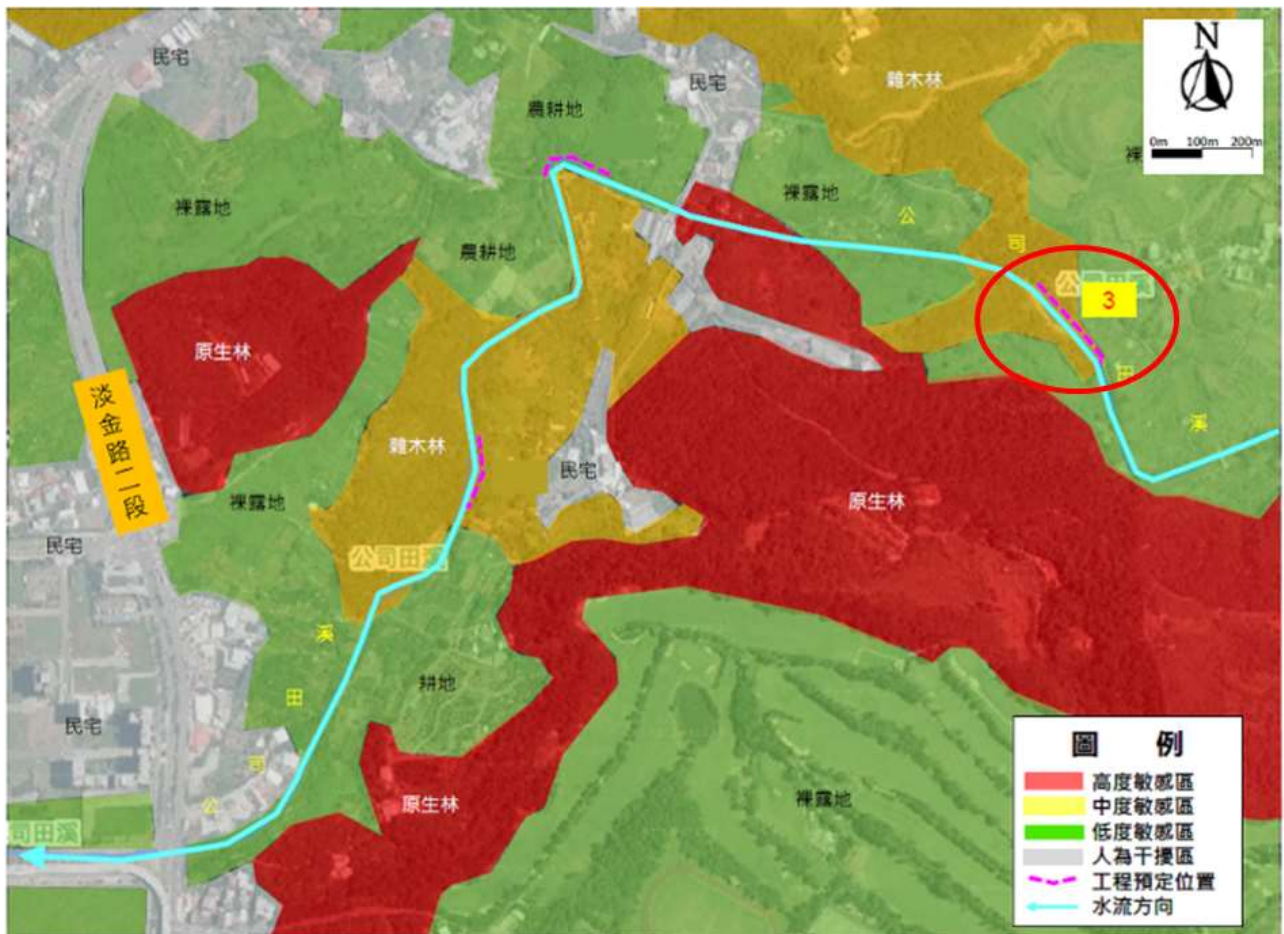 民宅
民宅
雜木林
農耕地
N
0m 100m 200m
裸
裸露地
裸露地
公
司
田
溪
農耕地
公
3
原生林
淡金路二段
雜木林
民宅
原生林
裸露地
民宅
公司田溪
溪
田
司
公
耕地
民宅
原生林
裸露地
司田溪
圖 例
高度敏感區
中度敏感區
低度敏感區
人為干擾區
工程預定位置
水流方向